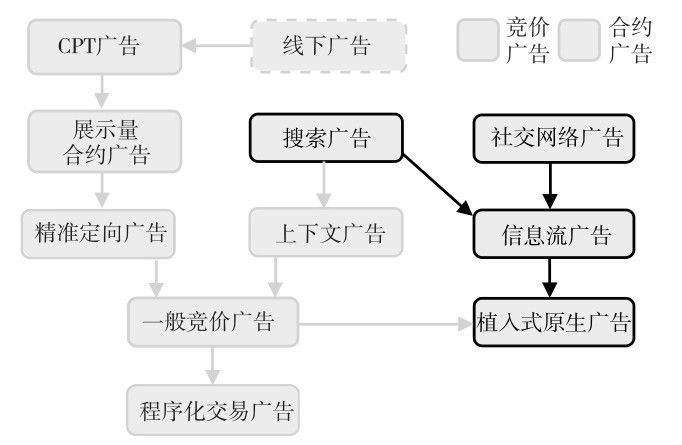 CPT广告
线下广告
竞价
广告
合约
广告
展示量
合约广告
搜索广告
社交网络广告
精准定向广告
上下文广告
信息流广告
一般竞价广告
植入式原生广告
程序化交易广告